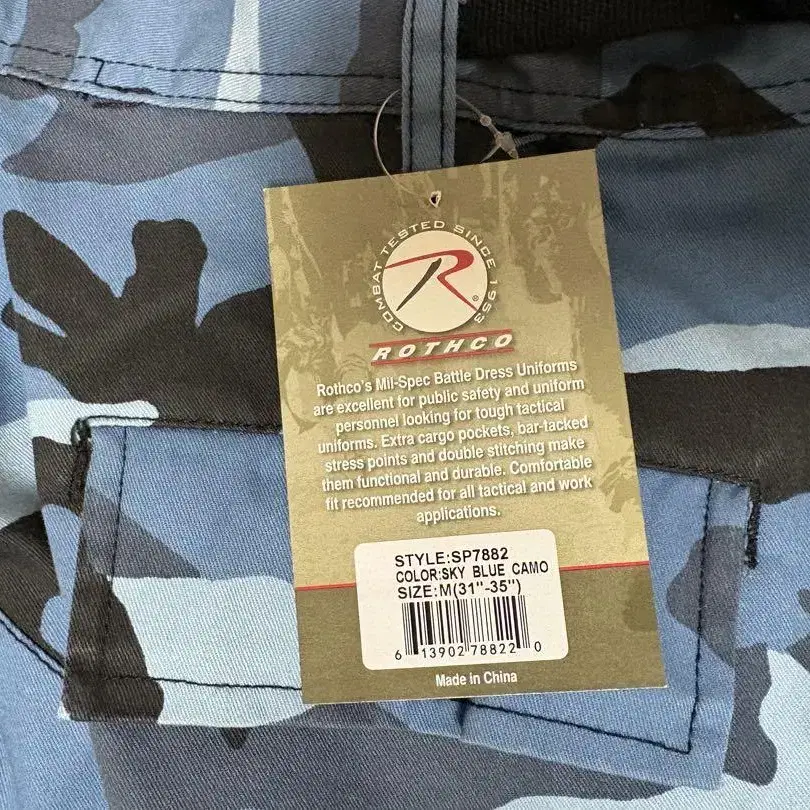 COMBAT TESTED SINCE 1953
R
®
ROTHCO
Rothco's Mil-Spec Battle Dress Uniforms
are excellent for public safety and uniform
personnel looking for tough tactical
uniforms. Extra cargo pockets, bar-tacked
stress points and double stitching make
them functional and durable. Comfortable
fit recommended for all tactical and work
applications.
STYLE:SP7882
COLOR:SKY BLUE CAMO
SIZE:M(31"-35")
6 13902 78822 0
Made in China